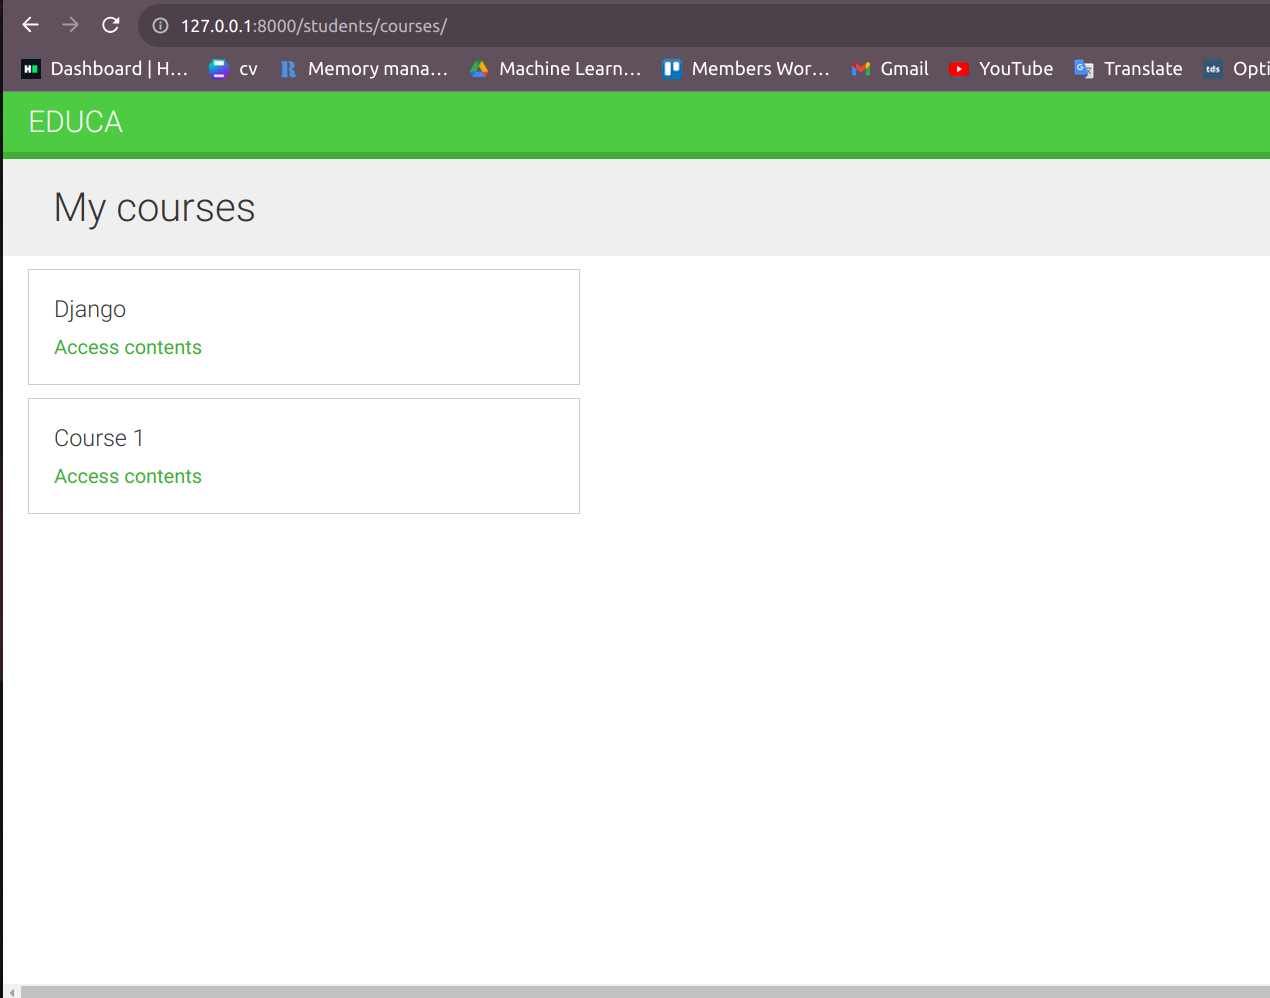 127.0.0.1:8000/students/courses/
Dashboard | H... cv Memory mana... Machine Learn... Members Wor... Gmail YouTube Translate tds Opti
EDUCA
My courses
Django
Access contents
Course 1
Access contents